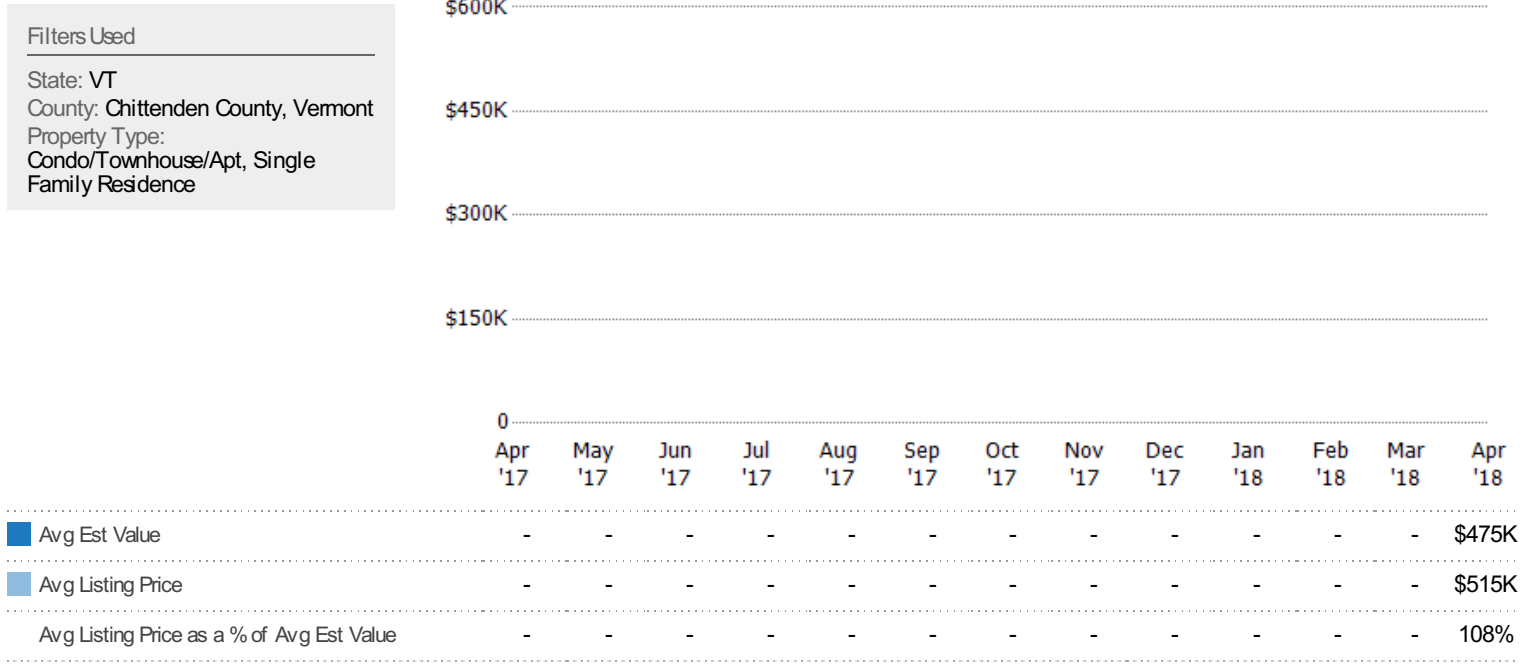 Filters Used
State: VT
County: Chittenden County, Vermont
Property Type:
Condo/Townhouse/Apt, Single
Family Residence
$600K
$450K
$300K
$150K
0
Apr May Jun Jul Aug Sep Oct Nov Dec Jan Feb Mar Apr
'17 '17 '17 '17 '17 '17 '17 '17 '17 '18 '18 '18 '18
Avg Est Value - - - - - - - - - - - - $475K
Avg Listing Price - - - - - - - - - - - - $515K
Avg Listing Price as a % of Avg Est Value - - - - - - - - - - - - 108%